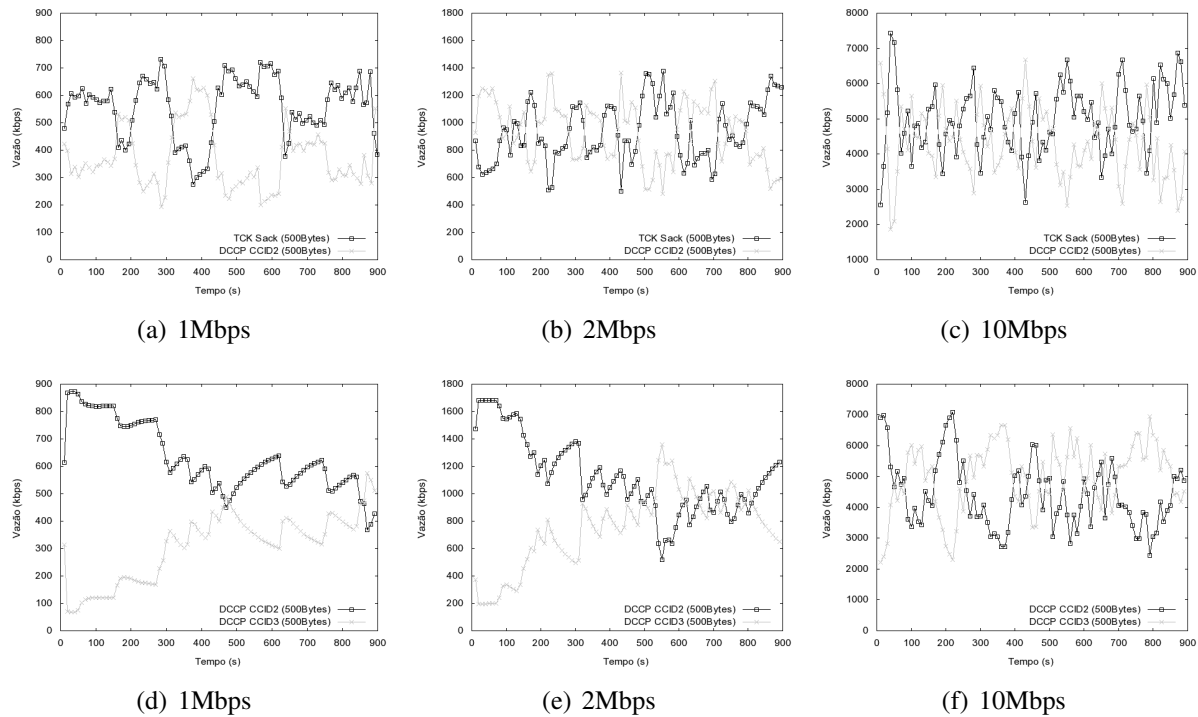 900
800
700
600
500
400
300
200
100
0
Vazão (kbps)
TCK Sack (500Bytes)
DCCP CCID2 (500Bytes)
0 100 200 300 400 500 600 700 800 900
Tempo (s)
(a) 1Mbps
1800
1600
1400
1200
1000
800
600
400
200
0
Vazão (kbps)
TCK Sack (500Bytes)
DCCP CCID2 (500Bytes)
0 100 200 300 400 500 600 700 800 900
Tempo (s)
(b) 2Mbps
8000
7000
6000
5000
4000
3000
2000
1000
Vazão (kbps)
TCK Sack (500Bytes)
DCCP CCID2 (500Bytes)
0 100 200 300 400 500 600 700 800 900
Tempo (s)
(c) 10Mbps
900
800
700
600
500
400
300
200
100
0
Vazão (kbps)
DCCP CCID2 (500Bytes)
DCCP CCID3 (500Bytes)
0 100 200 300 400 500 600 700 800 900
Tempo (s)
(d) 1Mbps
1800
1600
1400
1200
1000
800
600
400
200
0
Vazão (kbps)
DCCP CCID2 (500Bytes)
DCCP CCID3 (500Bytes)
0 100 200 300 400 500 600 700 800 900
Tempo (s)
(e) 2Mbps
8000
7000
6000
5000
4000
3000
2000
1000
0
Vazão (kbps)
DCCP CCID2 (500Bytes)
DCCP CCID3 (500Bytes)
0 100 200 300 400 500 600 700 800 900
Tempo (s)
(f) 10Mbps